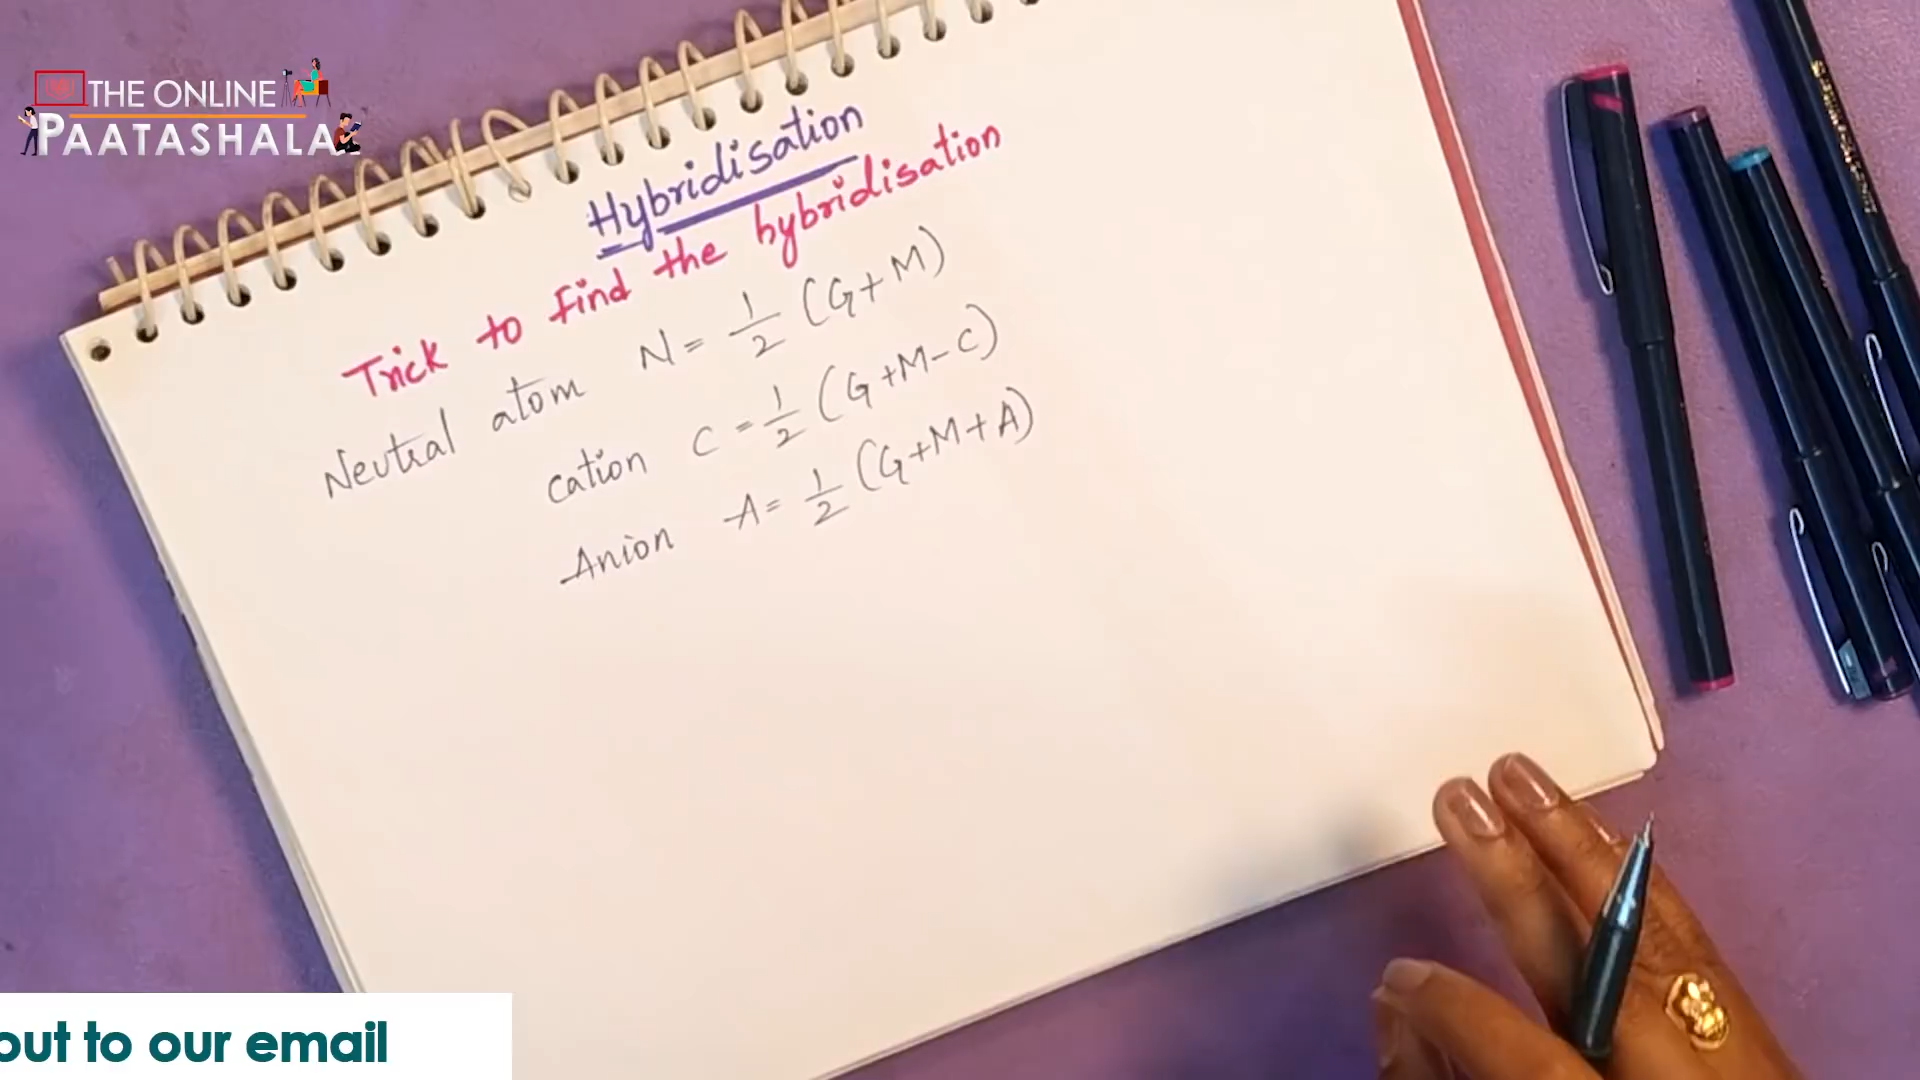 THE ONLINE
PAATASHALA
Hybridisation
Trick to find the hybridisation
Neutral atom N = 1/2 (G+M)
cation C = 1/2 (G+M-C)
Anion A = 1/2 (G+M+A)
out to our email